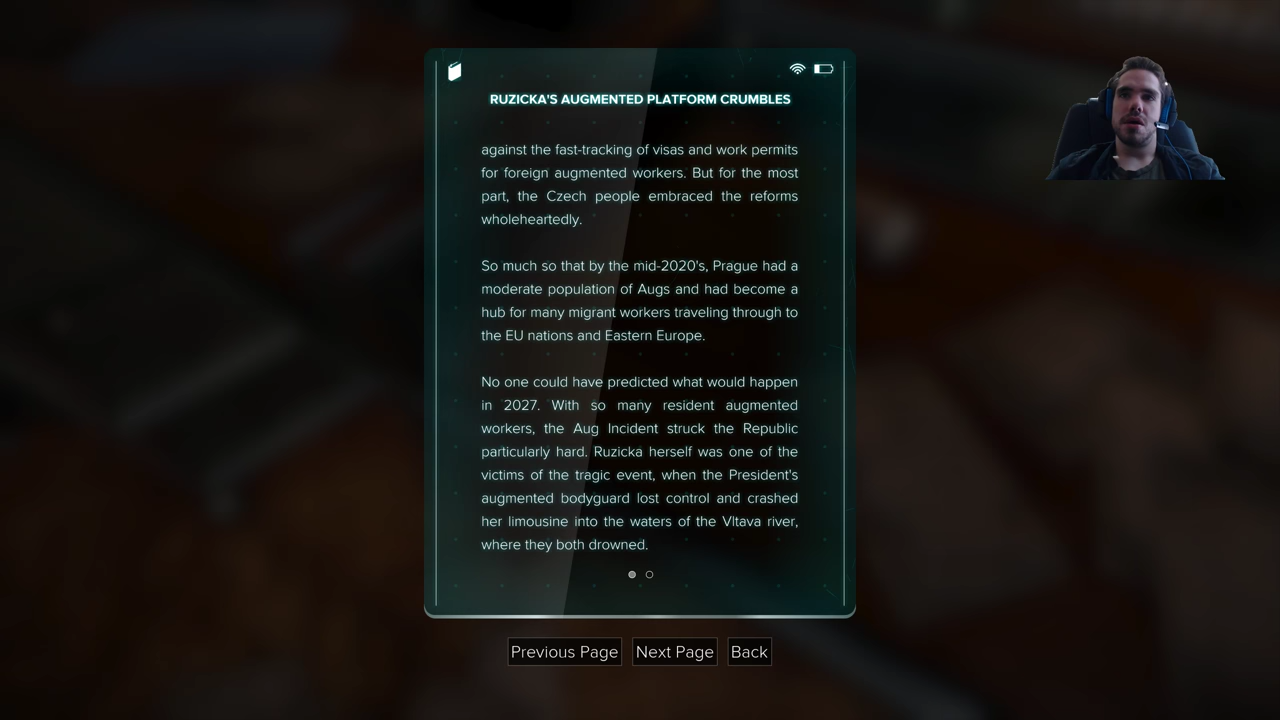 RUZICKA'S AUGMENTED PLATFORM CRUMBLES
against the fast-tracking of visas and work permits
for foreign augmented workers. But for the most
part, the Czech people embraced the reforms
wholeheartedly.
So much so that by the mid-2020's, Prague had a
moderate population of Augs and had become a
hub for many migrant workers traveling through to
the EU nations and Eastern Europe.
No one could have predicted what would happen
in 2027. With so many resident augmented
workers, the Aug Incident struck the Republic
particularly hard. Ruzicka herself was one of the
victims of the tragic event, when the President's
augmented bodyguard lost control and crashed
her limousine into the waters of the Vltava river,
where they both drowned.
Previous Page Next Page Back